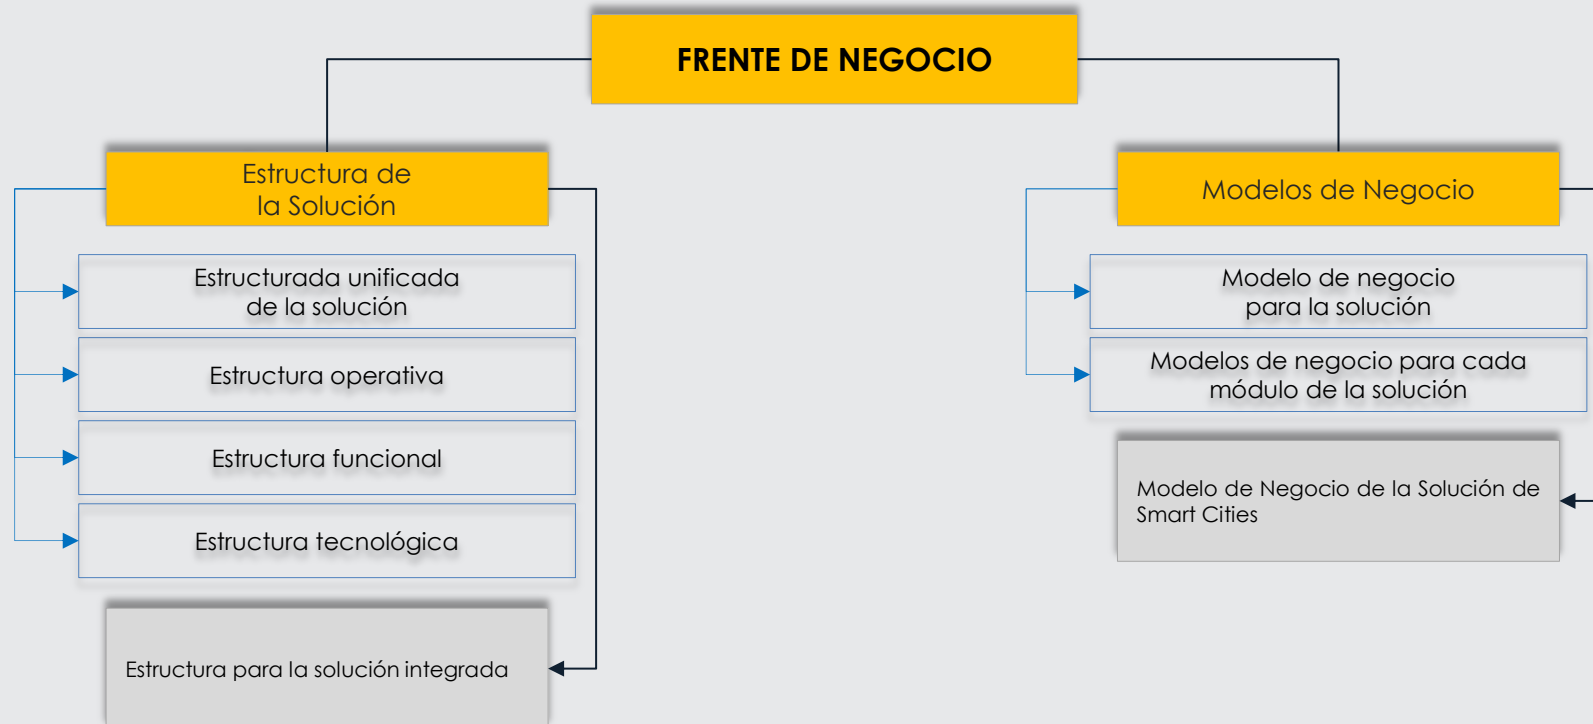 FRENTE DE NEGOCIO
Estructura de
la Solución
Estructurada unificada
de la solución
Estructura operativa
Estructura funcional
Estructura tecnológica
Estructura para la solución integrada
Modelos de Negocio
Modelo de negocio
para la solución
Modelos de negocio para cada
módulo de la solución
Modelo de Negocio de la Solución de
Smart Cities